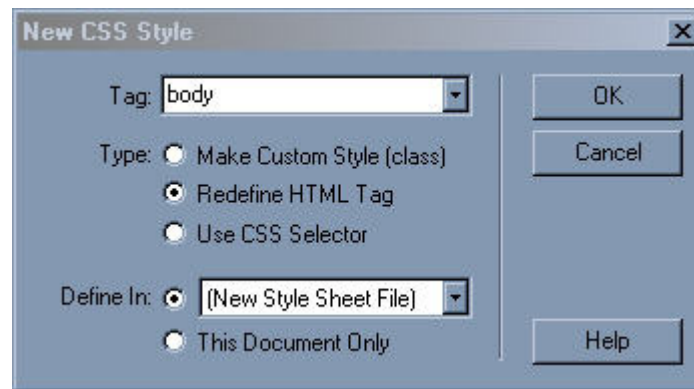 New CSS Style
Tag: body
OK
Type: Make Custom Style (class)
Cancel
Redefine HTML Tag
Use CSS Selector
Define In: (New Style Sheet File)
This Document Only
Help